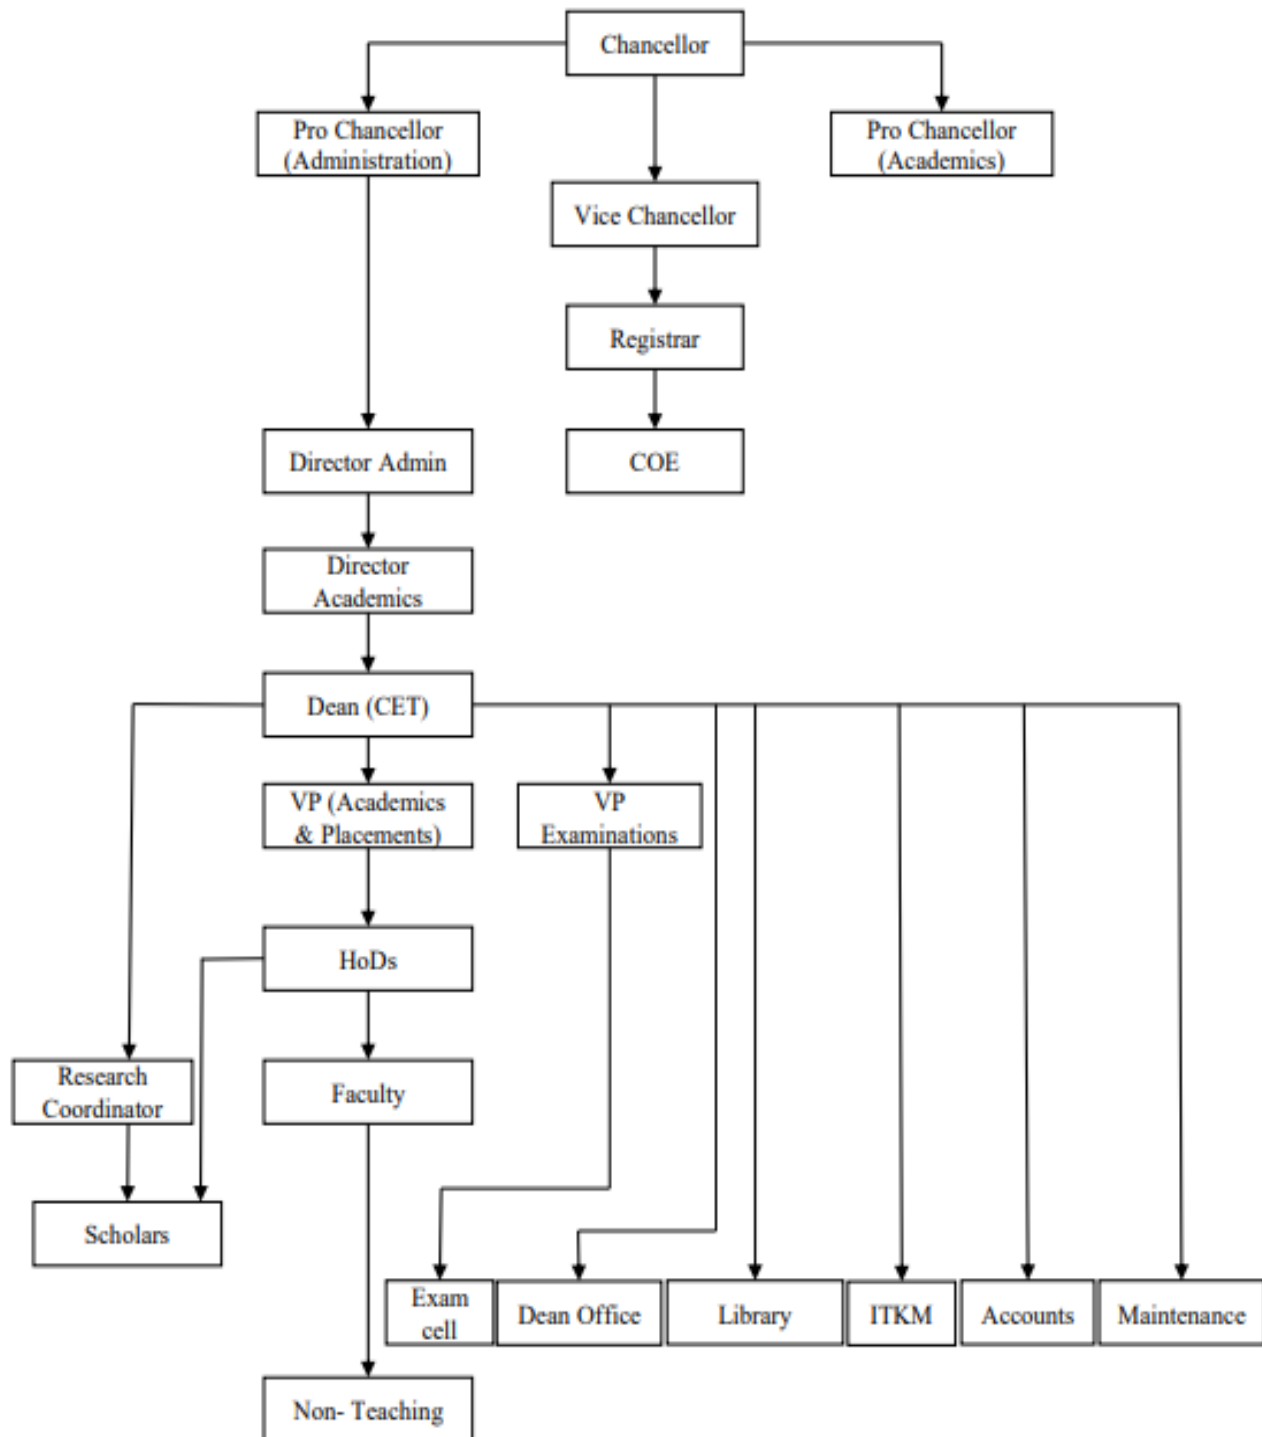 Chancellor
Pro Chancellor
(Administration)
Pro Chancellor
(Academics)
Vice Chancellor
Registrar
Director Admin
COE
Director
Academics
Dean (CET)
VP (Academics
& Placements)
VP
Examinations
HoDs
Research
Coordinator
Faculty
Scholars
Exam
cell
Dean Office
Library
ITKM
Accounts
Maintenance
Non- Teaching